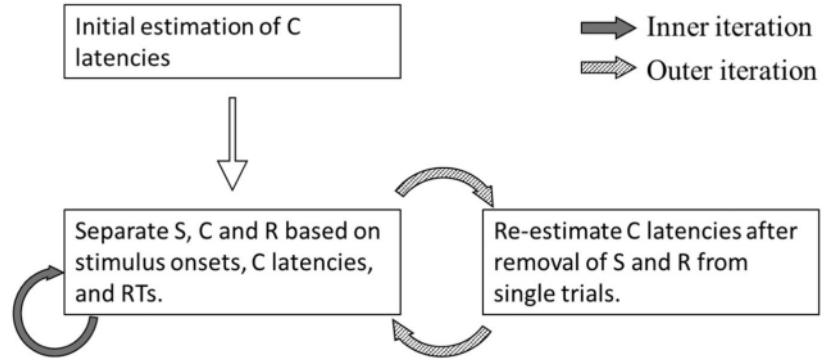 Initial estimation of C
latencies
Inner iteration
Outer iteration
Separate S, C and R based on
stimulus onsets, C latencies,
and RTs.
Re-estimate C latencies after
removal of S and R from
single trials.